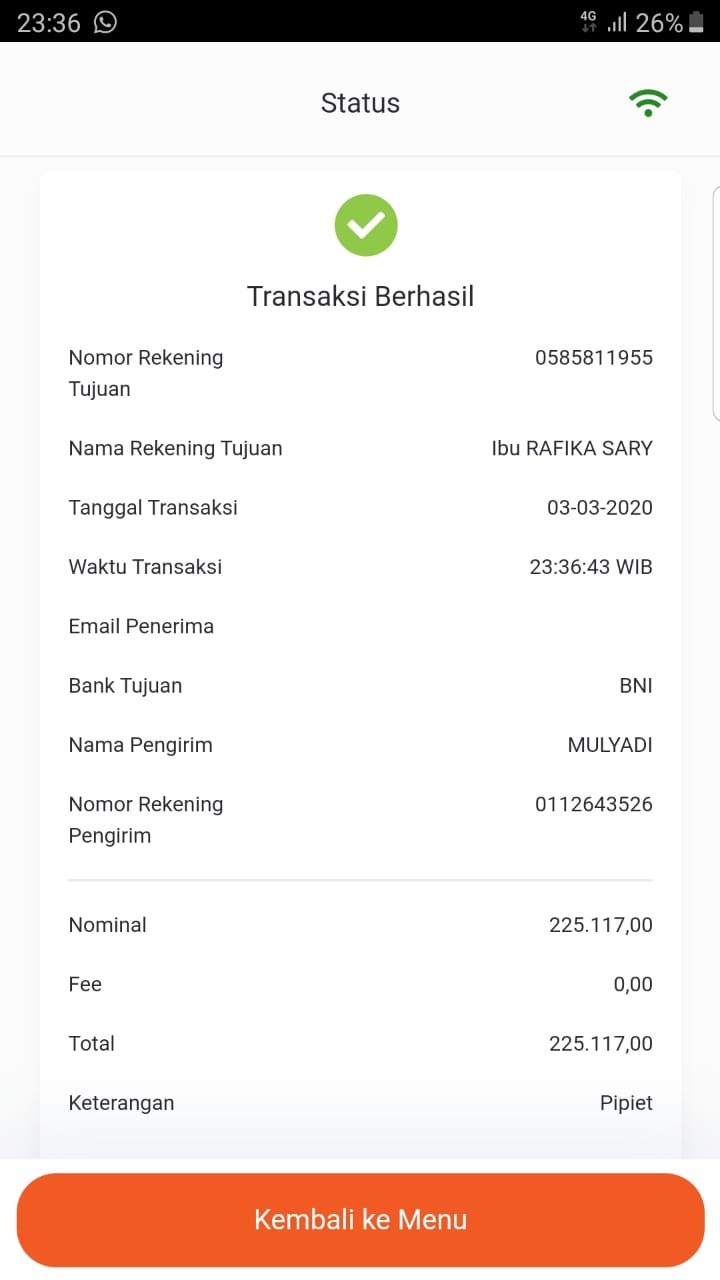 23:36 4G 26%
Status
Transaksi Berhasil
Nomor Rekening 0585811955
Tujuan
Nama Rekening Tujuan Ibu RAFIKA SARY
Tanggal Transaksi 03-03-2020
Waktu Transaksi 23:36:43 WIB
Email Penerima
Bank Tujuan BNI
Nama Pengirim MULYADI
Nomor Rekening 0112643526
Pengirim
Nominal 225.117,00
Fee 0,00
Total 225.117,00
Keterangan Pipiet
Kembali ke Menu